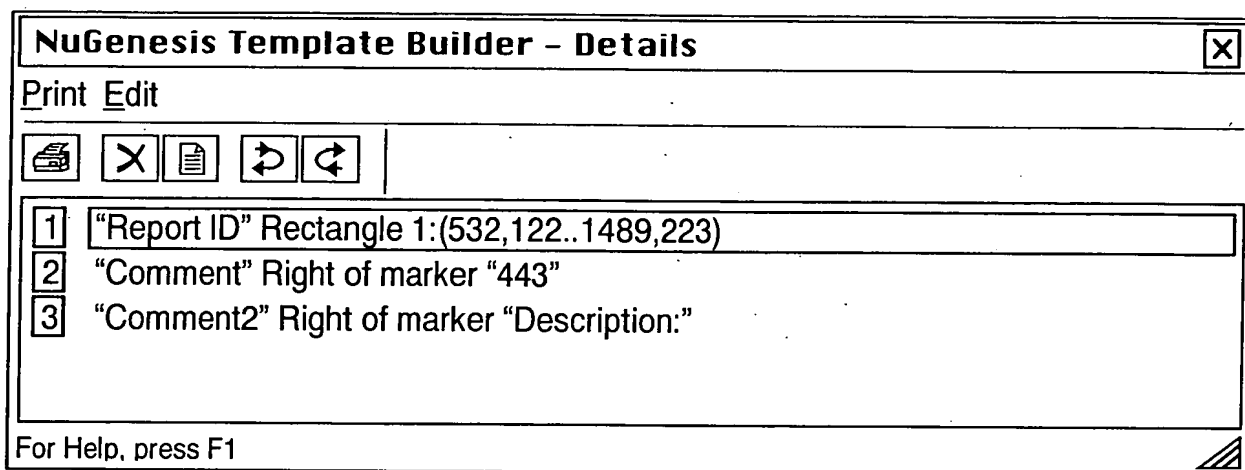 NuGenesis Template Builder - Details
Print Edit
1 “Report ID” Rectangle 1:(532,122..1489,223)
2 “Comment” Right of marker “443”
3 “Comment2” Right of marker “Description:”
For Help, press F1